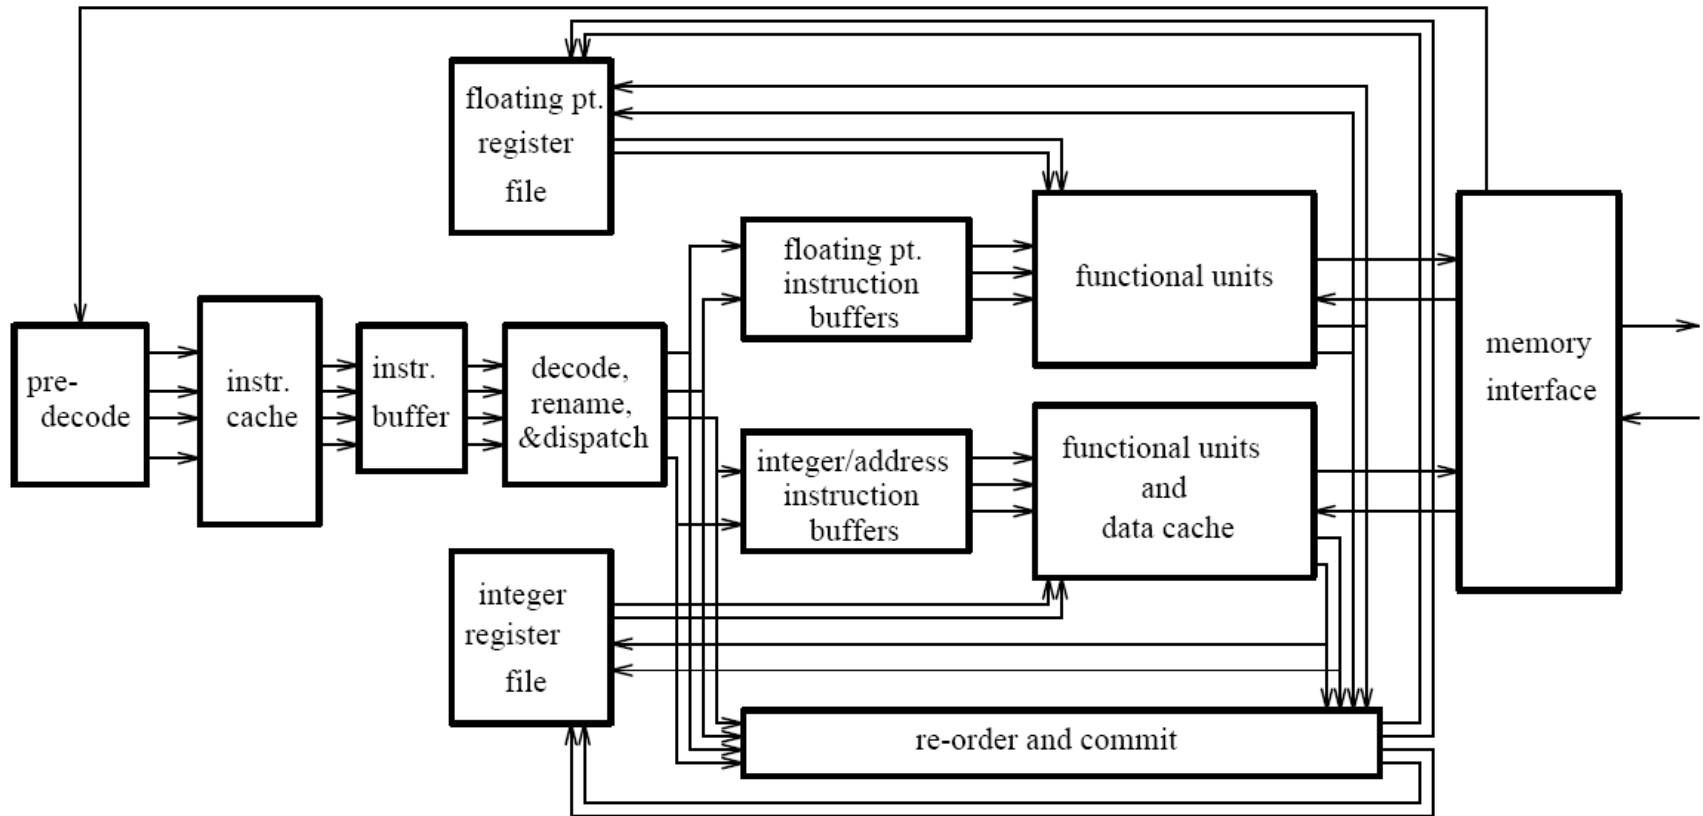 floating pt.
register
file
floating pt.
instruction
buffers
functional units
memory
interface
pre-
decode
instr.
cache
instr.
buffer
decode,
rename,
&dispatch
integer/address
instruction
buffers
functional units
and
data cache
integer
register
file
re-order and commit